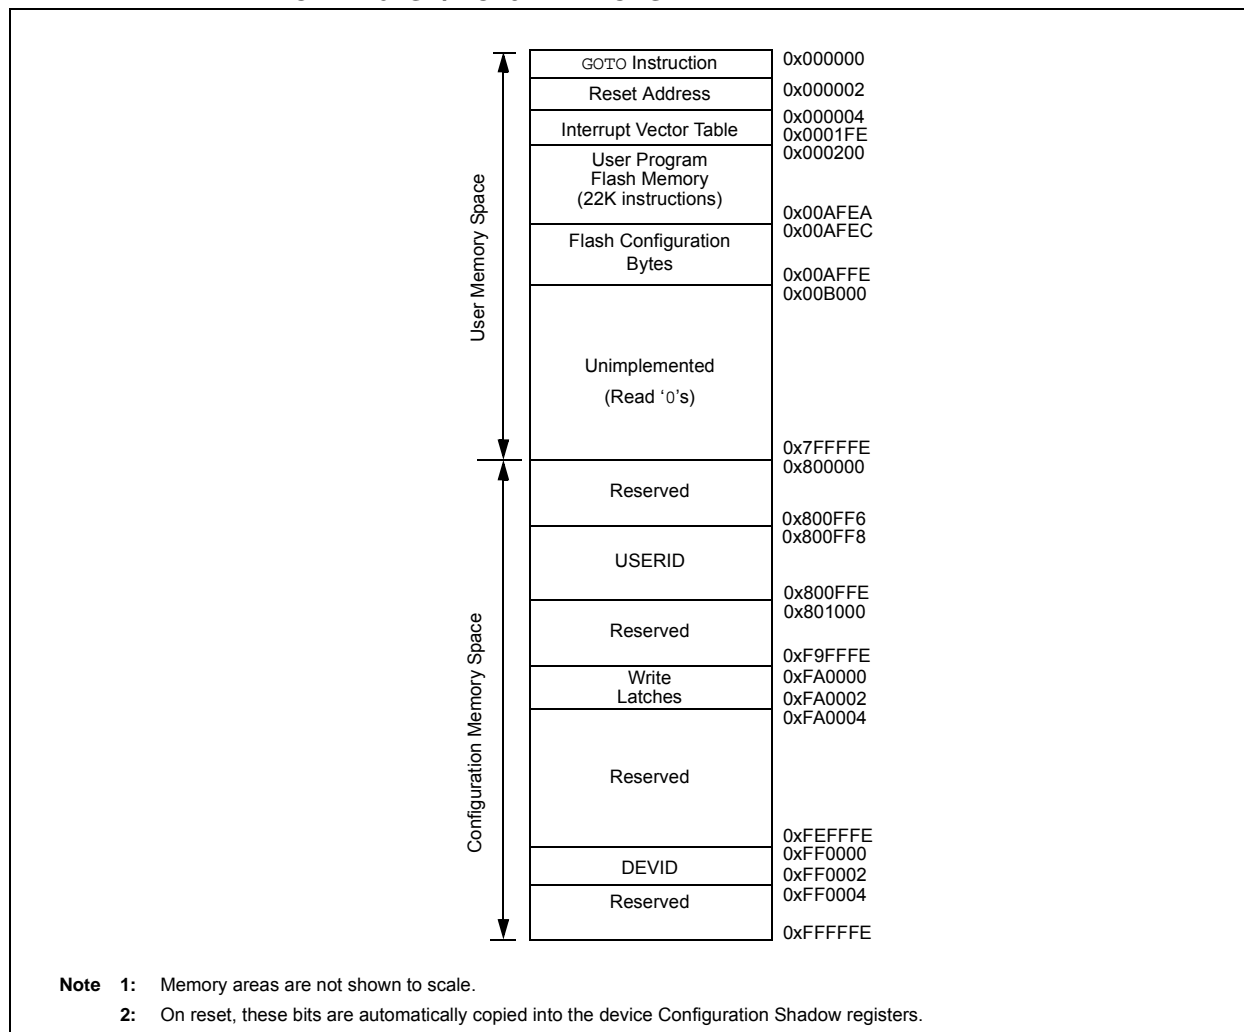 GOTO Instruction
0x000000
Reset Address
0x000002
Interrupt Vector Table
0x000004
0x0001FE
User Program
Flash Memory
(22K instructions)
0x000200
0x00AFEA
Flash Configuration
Bytes
0x00AFEC
0x00AFFE
Unimplemented
(Read ‘0’s)
0x00B000
0x7FFFFE
User Memory Space
Reserved
0x800000
0x800FF6
USERID
0x800FF8
0x800FFE
Reserved
0x801000
0xF9FFFE
Write
Latches
0xFA0000
0xFA0002
Reserved
0xFA0004
0xFEFFFE
DEVID
0xFF0000
0xFF0002
Reserved
0xFF0004
0xFFFFFE
Configuration Memory Space
Note 1: Memory areas are not shown to scale.
2: On reset, these bits are automatically copied into the device Configuration Shadow registers.